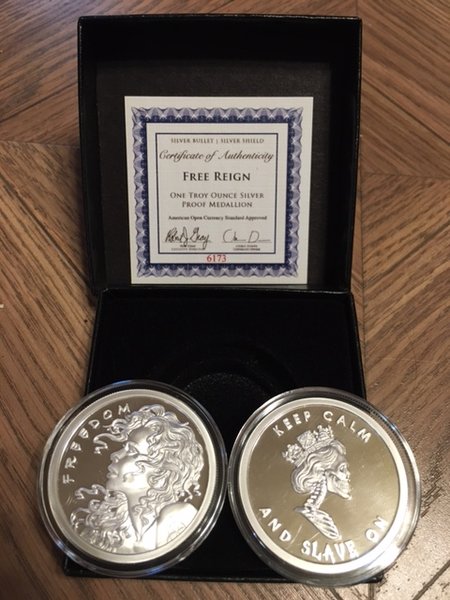 SILVER BULLET | SILVER SHIELD
Certificate of Authenticity
FREE REIGN
ONE TROY OUNCE SILVER
PROOF MEDALLION
American Open Currency Standard Approved
6173
FREEDOM
KEEP CALM
AND SLAVE ON